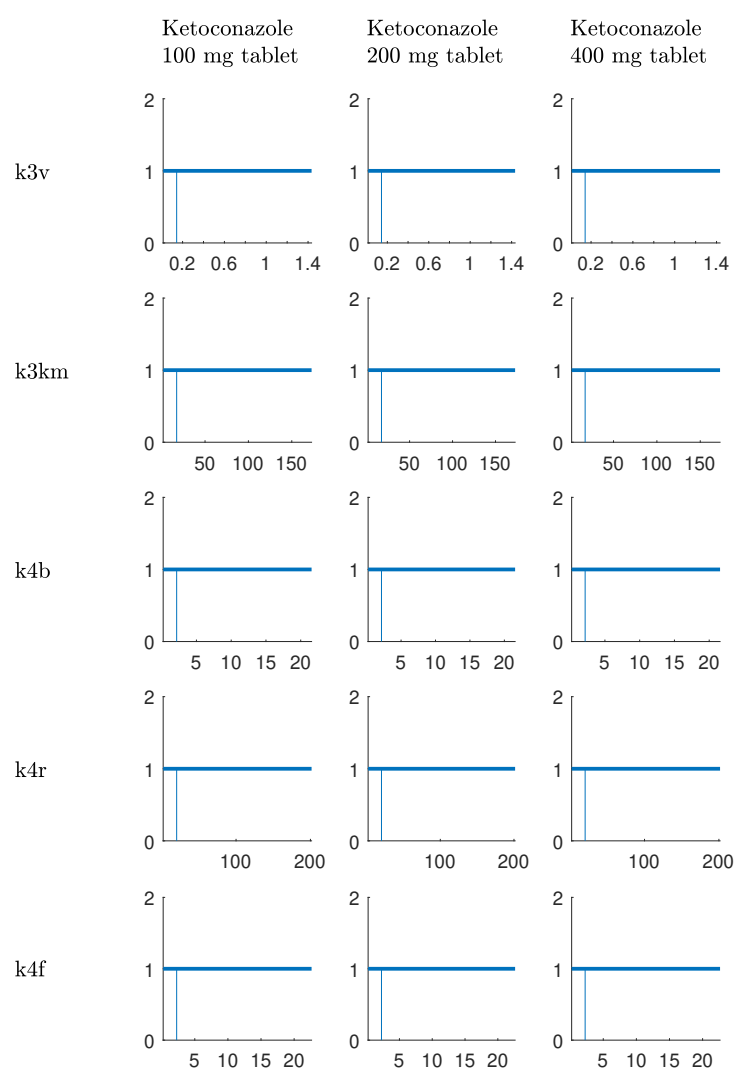 Ketoconazole Ketoconazole Ketoconazole
100 mg tablet 200 mg tablet 400 mg tablet
2 2 2
k3v 1 1 1
0 0 0
0.2 0.6 1 1.4 0.2 0.6 1 1.4 0.2 0.6 1 1.4
2 2 2
k3km 1 1 1
0 0 0
50 100 150 50 100 150 50 100 150
2 2 2
k4b 1 1 1
0 0 0
5 10 15 20 5 10 15 20 5 10 15 20
2 2 2
k4r 1 1 1
0 0 0
100 200 100 200 100 200
2 2 2
k4f 1 1 1
0 0 0
5 10 15 20 5 10 15 20 5 10 15 20